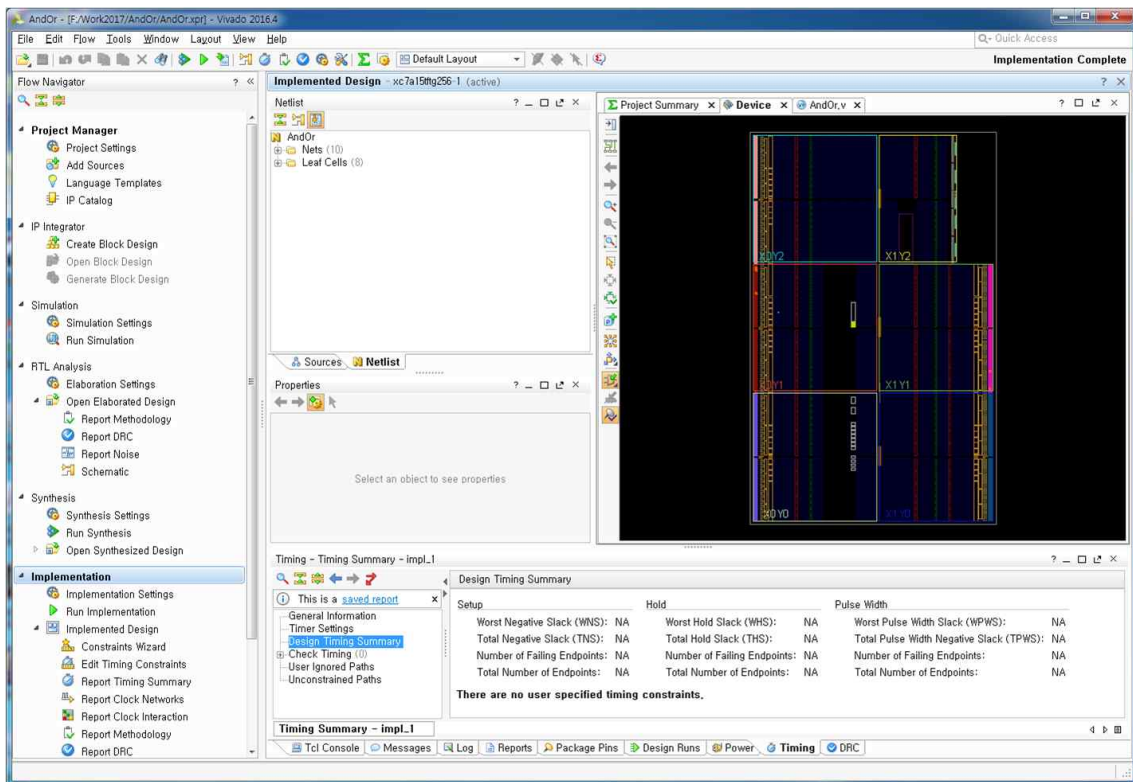 AndOr - [F:/Work2017/AndOr/AndOr.xpr] - Vivado 2016.4
File Edit Flow Tools Window Layout View Help
Quick Access
Default Layout
Implementation Complete
Flow Navigator
Project Manager
Project Settings
Add Sources
Language Templates
IP Catalog
IP Integrator
Create Block Design
Open Block Design
Generate Block Design
Simulation
Simulation Settings
Run Simulation
RTL Analysis
Elaboration Settings
Open Elaborated Design
Report Methodology
Report DRC
Report Noise
Schematic
Synthesis
Synthesis Settings
Run Synthesis
Open Synthesized Design
Implementation
Implementation Settings
Run Implementation
Implemented Design
Constraints Wizard
Edit Timing Constraints
Report Timing Summary
Report Clock Networks
Report Clock Interaction
Report Methodology
Report DRC
Implemented Design - xc7a15tftg256-1 (active)
Netlist
AndOr
Nets (10)
Leaf Cells (8)
Sources Netlist
Properties
Select an object to see properties
Project Summary Device AndOr.v
X0Y2 X1Y2
X0Y1 X1Y1
X0Y0 X1Y0
Timing - Timing Summary - impl_1
This is a saved report
General Information
Timer Settings
Design Timing Summary
Check Timing (0)
User Ignored Paths
Unconstrained Paths
Design Timing Summary
Setup Hold Pulse Width
Worst Negative Slack (WNS): NA Worst Hold Slack (WHS): NA Worst Pulse Width Slack (WPWS): NA
Total Negative Slack (TNS): NA Total Hold Slack (THS): NA Total Pulse Width Negative Slack (TPWS): NA
Number of Failing Endpoints: NA Number of Failing Endpoints: NA Number of Failing Endpoints: NA
Total Number of Endpoints: NA Total Number of Endpoints: NA Total Number of Endpoints: NA
There are no user specified timing constraints.
Timing Summary - impl_1
Tcl Console Messages Log Reports Package Pins Design Runs Power Timing DRC